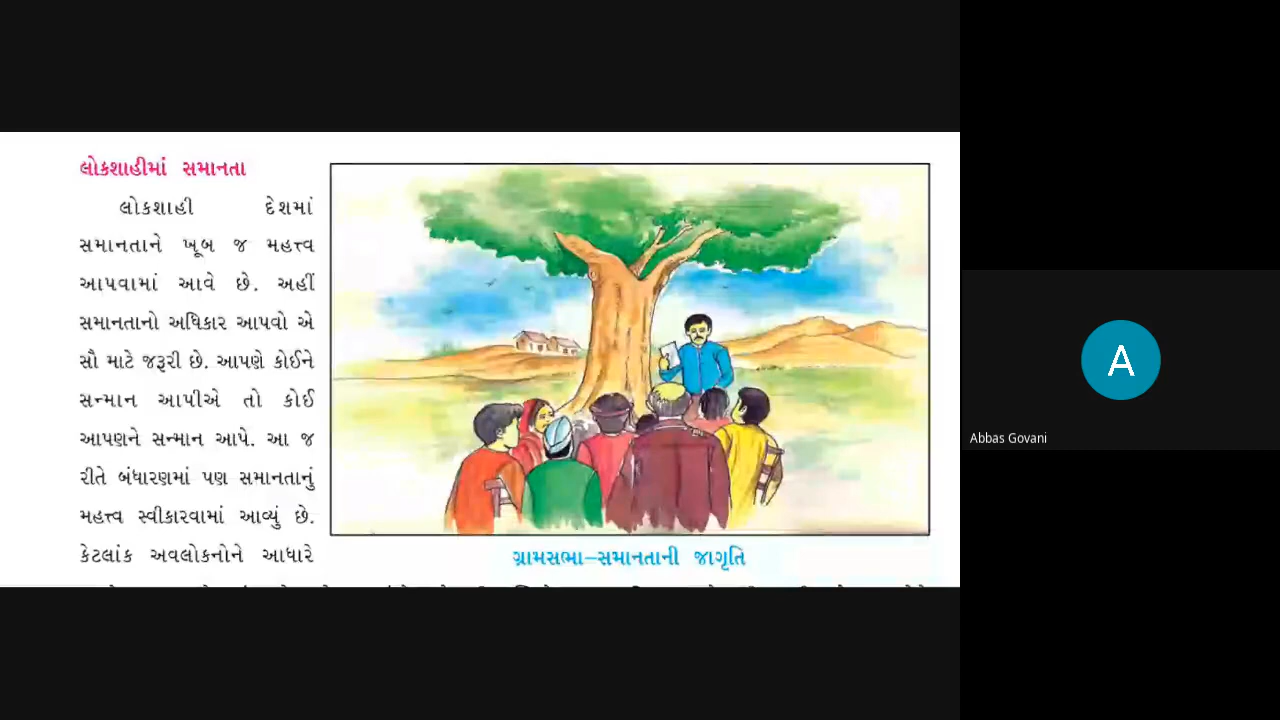 લોકશાહીમાં સમાનતા
લોકશાહી દેશમાં
સમાનતાને ખૂબ જ મહત્ત્વ
આપવામાં આવે છે. અહીં
સમાનતાનો અધિકાર આપવો એ
સૌ માટે જરૂરી છે. આપણે કોઈને
સન્માન આપીએ તો કોઈ
આપણને સન્માન આપે. આ જ
રીતે બંધારણમાં પણ સમાનતાનું
મહત્ત્વ સ્વીકારવામાં આવ્યું છે.
કેટલાંક અવલોકનોને આધારે
ગ્રામસભા–સમાનતાની જાગૃતિ
A
Abbas Govani